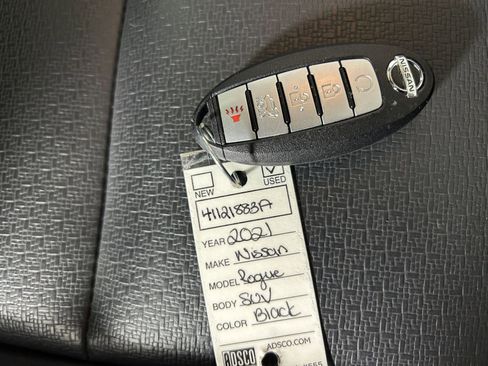 NISSAN
NEW
USED
41121883A
YEAR 2021
MAKE Nissan
MODEL Rogue
BODY SUV
COLOR Black
ADSCO ADSCO.COM